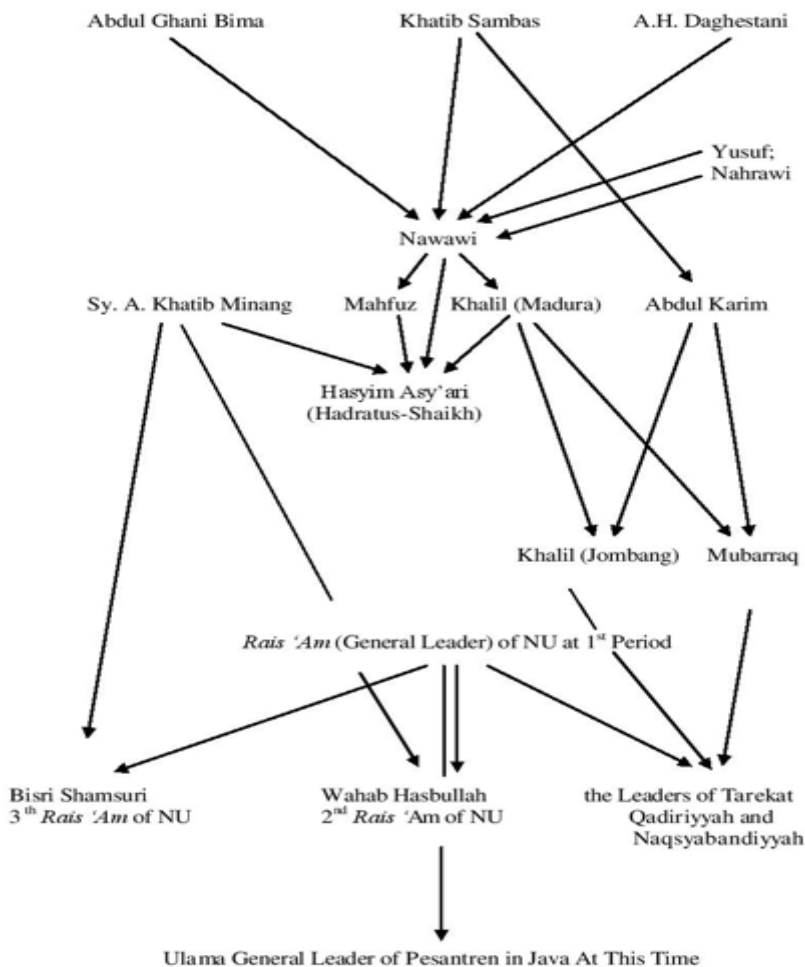 Abdul Ghani Bima
Khatib Sambas
A.H. Daghestani
Yusuf;
Nahrawi
Nawawi
Sy. A. Khatib Minang
Mahfuz
Khalil (Madura)
Abdul Karim
Hasyim Asy'ari
(Hadratus-Shaikh)
Khalil (Jombang)
Mubarraq
Rais 'Am (General Leader) of NU at 1st Period
Bisri Shamsuri
3th Rais 'Am of NU
Wahab Hasbullah
2nd Rais 'Am of NU
the Leaders of Tarekat
Qadiriyyah and
Naqsyabandiyyah
Ulama General Leader of Pesantren in Java At This Time